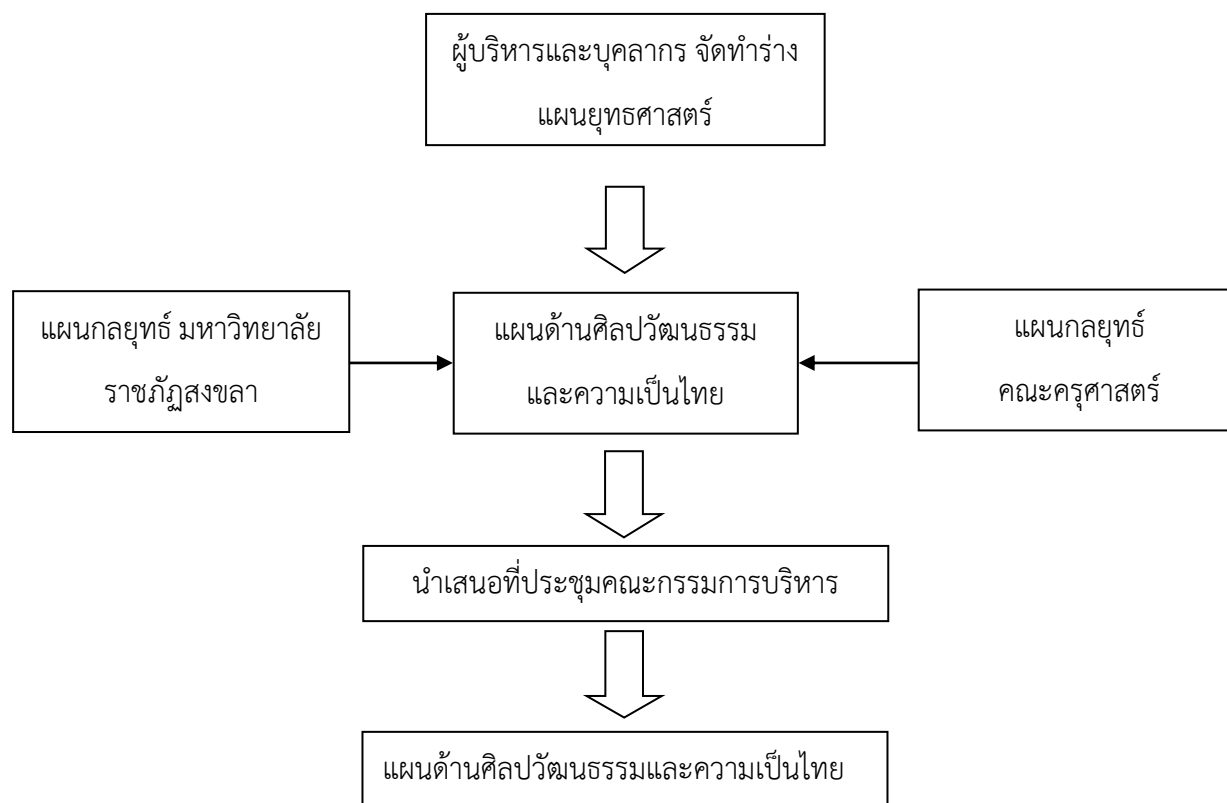 ผู้บริหารและบุคลากร จัดทำร่าง
แผนยุทธศาสตร์
แผนกลยุทธ์ มหาวิทยาลัย
ราชภัฏสงขลา
แผนด้านศิลปวัฒนธรรม
และความเป็นไทย
แผนกลยุทธ์
คณะครุศาสตร์
นำเสนอที่ประชุมคณะกรรมการบริหาร
แผนด้านศิลปวัฒนธรรมและความเป็นไทย